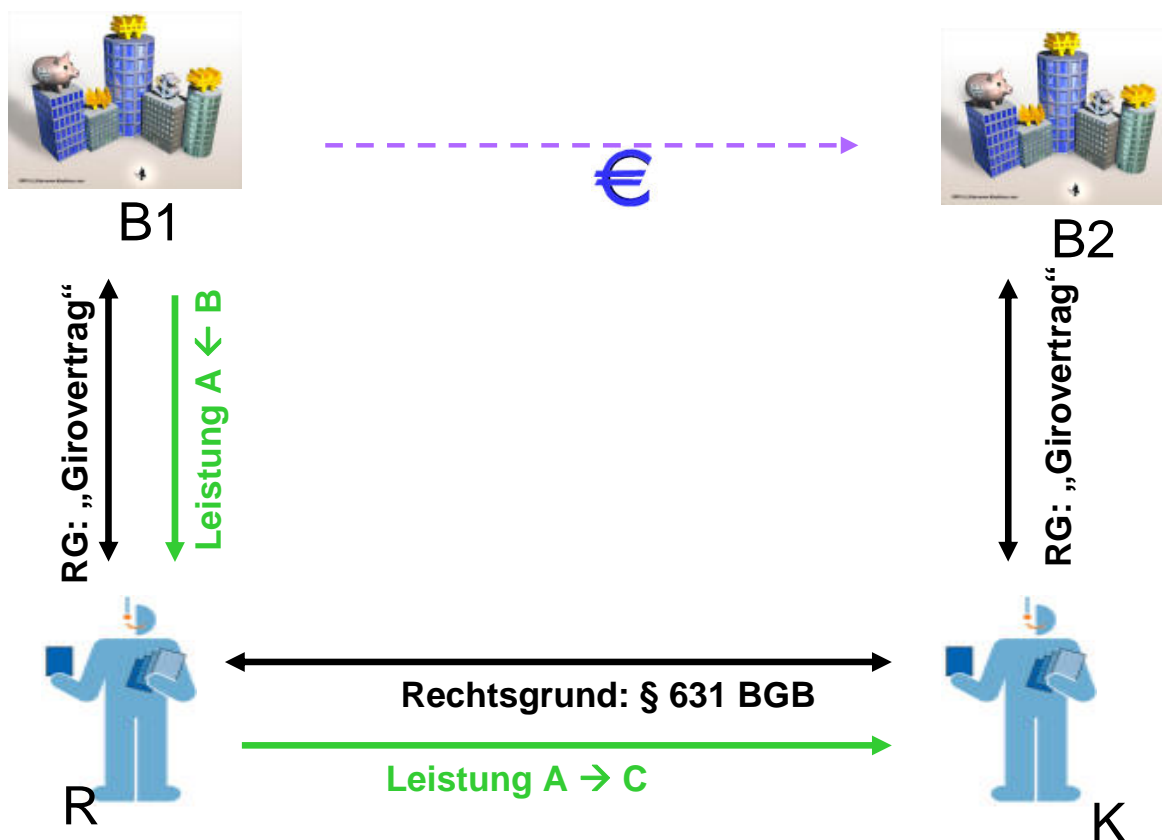 €
B1
B2
RG: „Girovertrag“
Leistung A ← B
RG: „Girovertrag“
Rechtsgrund: § 631 BGB
Leistung A → C
R
K